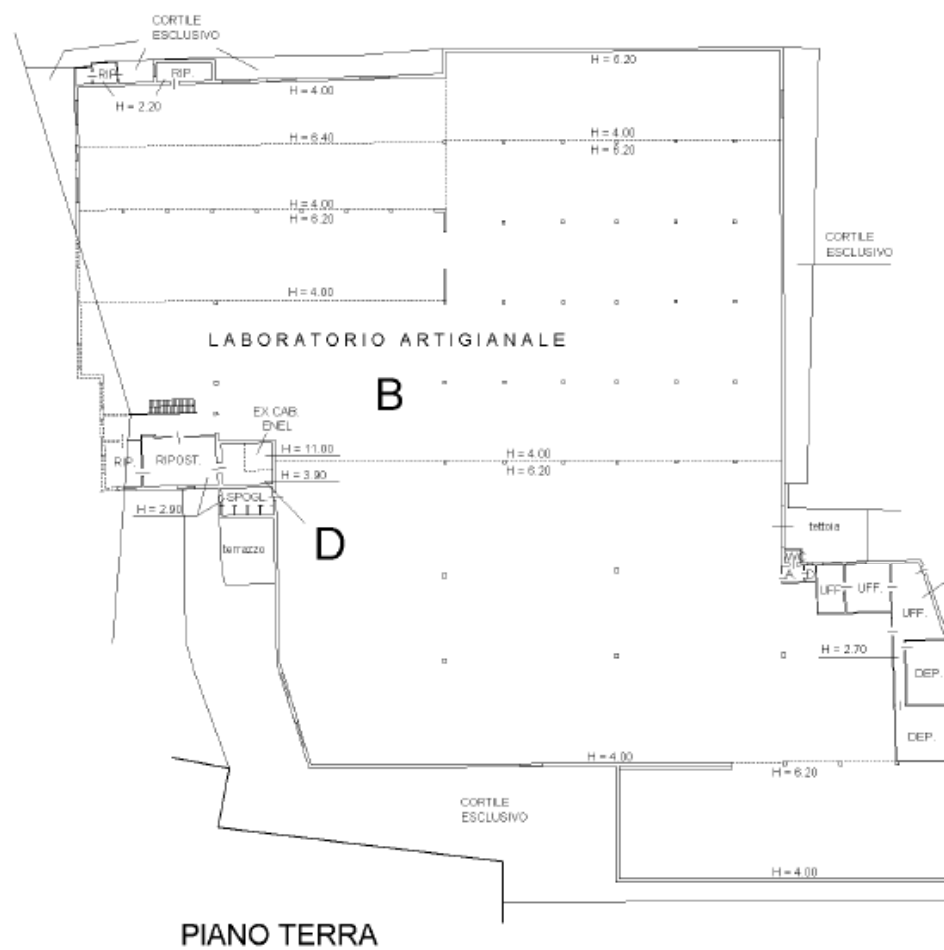 CORTILE
ESCLUSIVO
H = 6.20
RIP.
RIP.
H = 4.00
H = 2.20
H = 6.40
H = 4.00
H = 6.20
H = 4.00
H = 6.20
CORTILE
ESCLUSIVO
H = 4.00
LABORATORIO ARTIGIANALE
B
EX CAB.
ENEL
H = 11.00
H = 4.00
H = 6.20
RIP.
RIPOST.
H = 3.90
SPOGL.
H = 2.90
D
terrazzo
tettoia
W
A
D
UFF.
UFF.
UFF.
H = 2.70
DEP.
DEP.
H = 4.00
H = 6.20
CORTILE
ESCLUSIVO
H = 4.00
PIANO TERRA